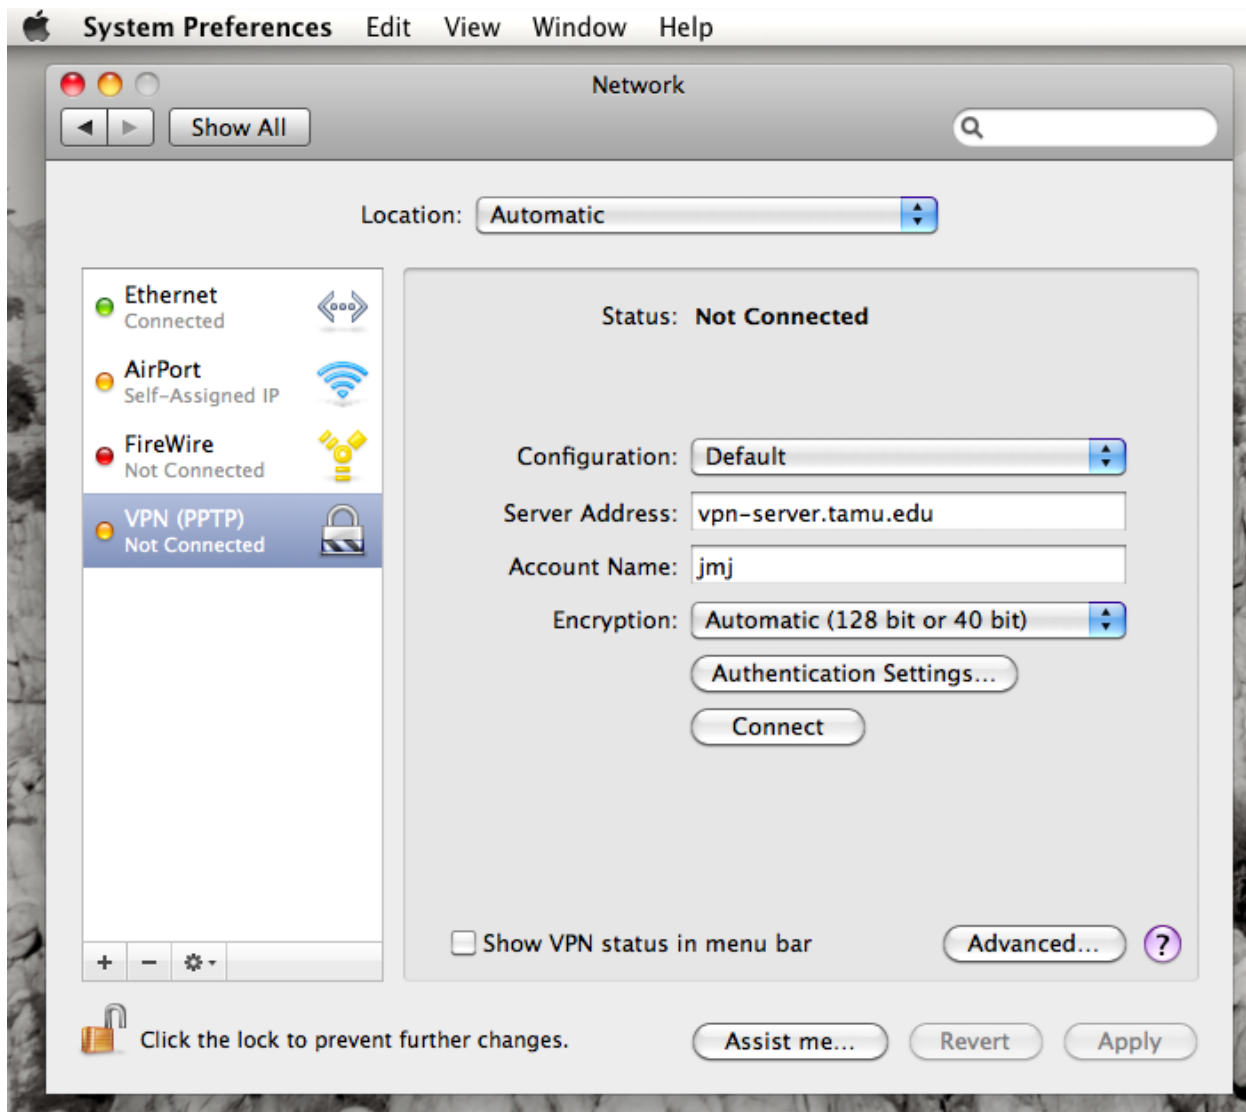 System Preferences Edit View Window Help
Network
Show All
Location: Automatic
Ethernet
Connected
AirPort
Self-Assigned IP
FireWire
Not Connected
VPN (PPTP)
Not Connected
Status: Not Connected
Configuration: Default
Server Address: vpn-server.tamu.edu
Account Name: jmj
Encryption: Automatic (128 bit or 40 bit)
Authentication Settings...
Connect
Show VPN status in menu bar
Advanced... ?
Click the lock to prevent further changes.
Assist me... Revert Apply